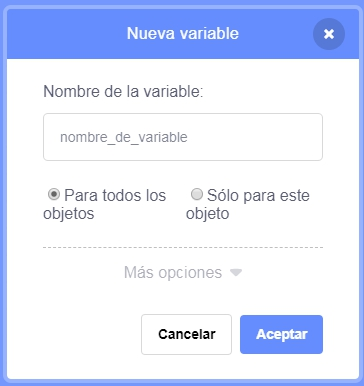 Nueva variable
Nombre de la variable:
nombre_de_variable
Para todos los
objetos
Sólo para este
objeto
Más opciones
Cancelar
Aceptar